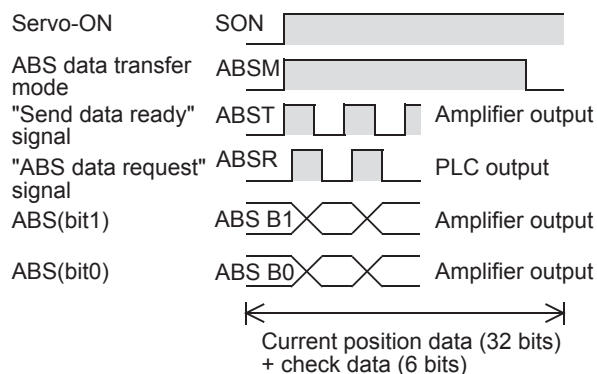 Servo-ON SON
ABS data transfer
mode ABSM
"Send data ready"
signal ABST Amplifier output
"ABS data request"
signal ABSR PLC output
ABS(bit1) ABS B1 Amplifier output
ABS(bit0) ABS B0 Amplifier output
Current position data (32 bits)
+ check data (6 bits)